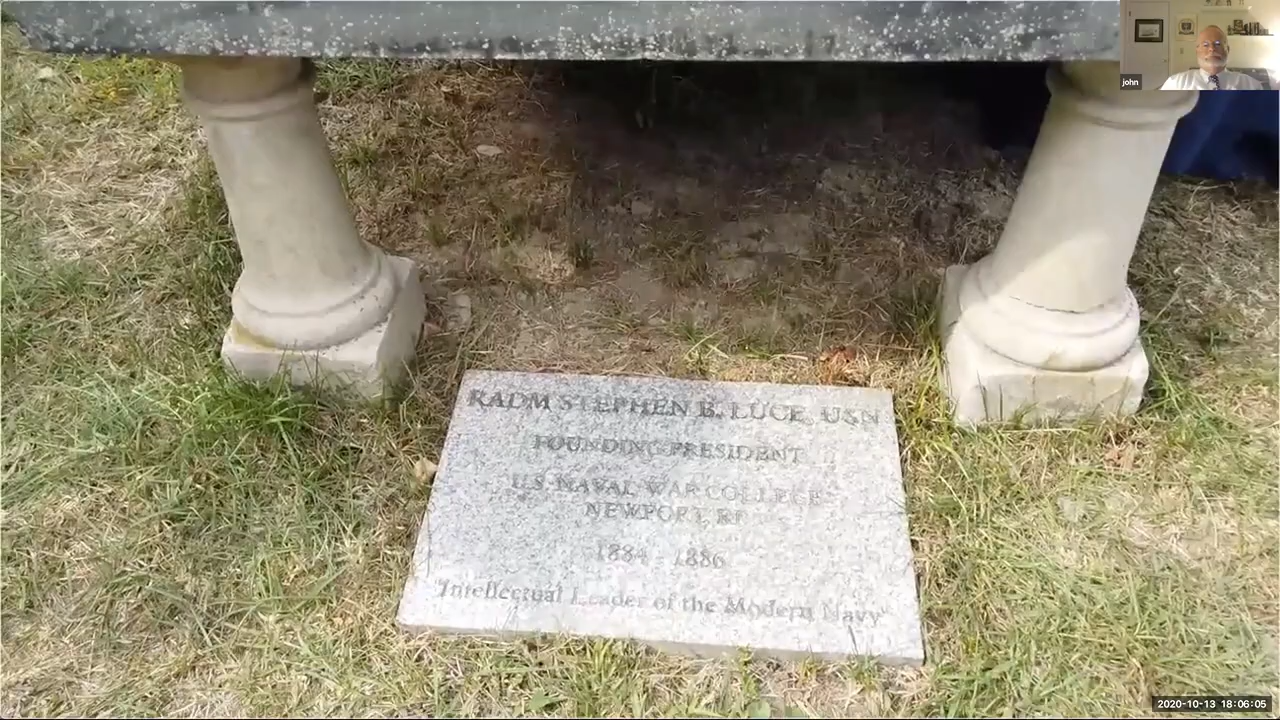 john
RADM STEPHEN B. LUCE, USN
FOUNDING PRESIDENT
U.S. NAVAL WAR COLLEGE
NEWPORT, RI
1884 - 1886
"Intellectual Leader of the Modern Navy"
2020-10-13 18:06:05